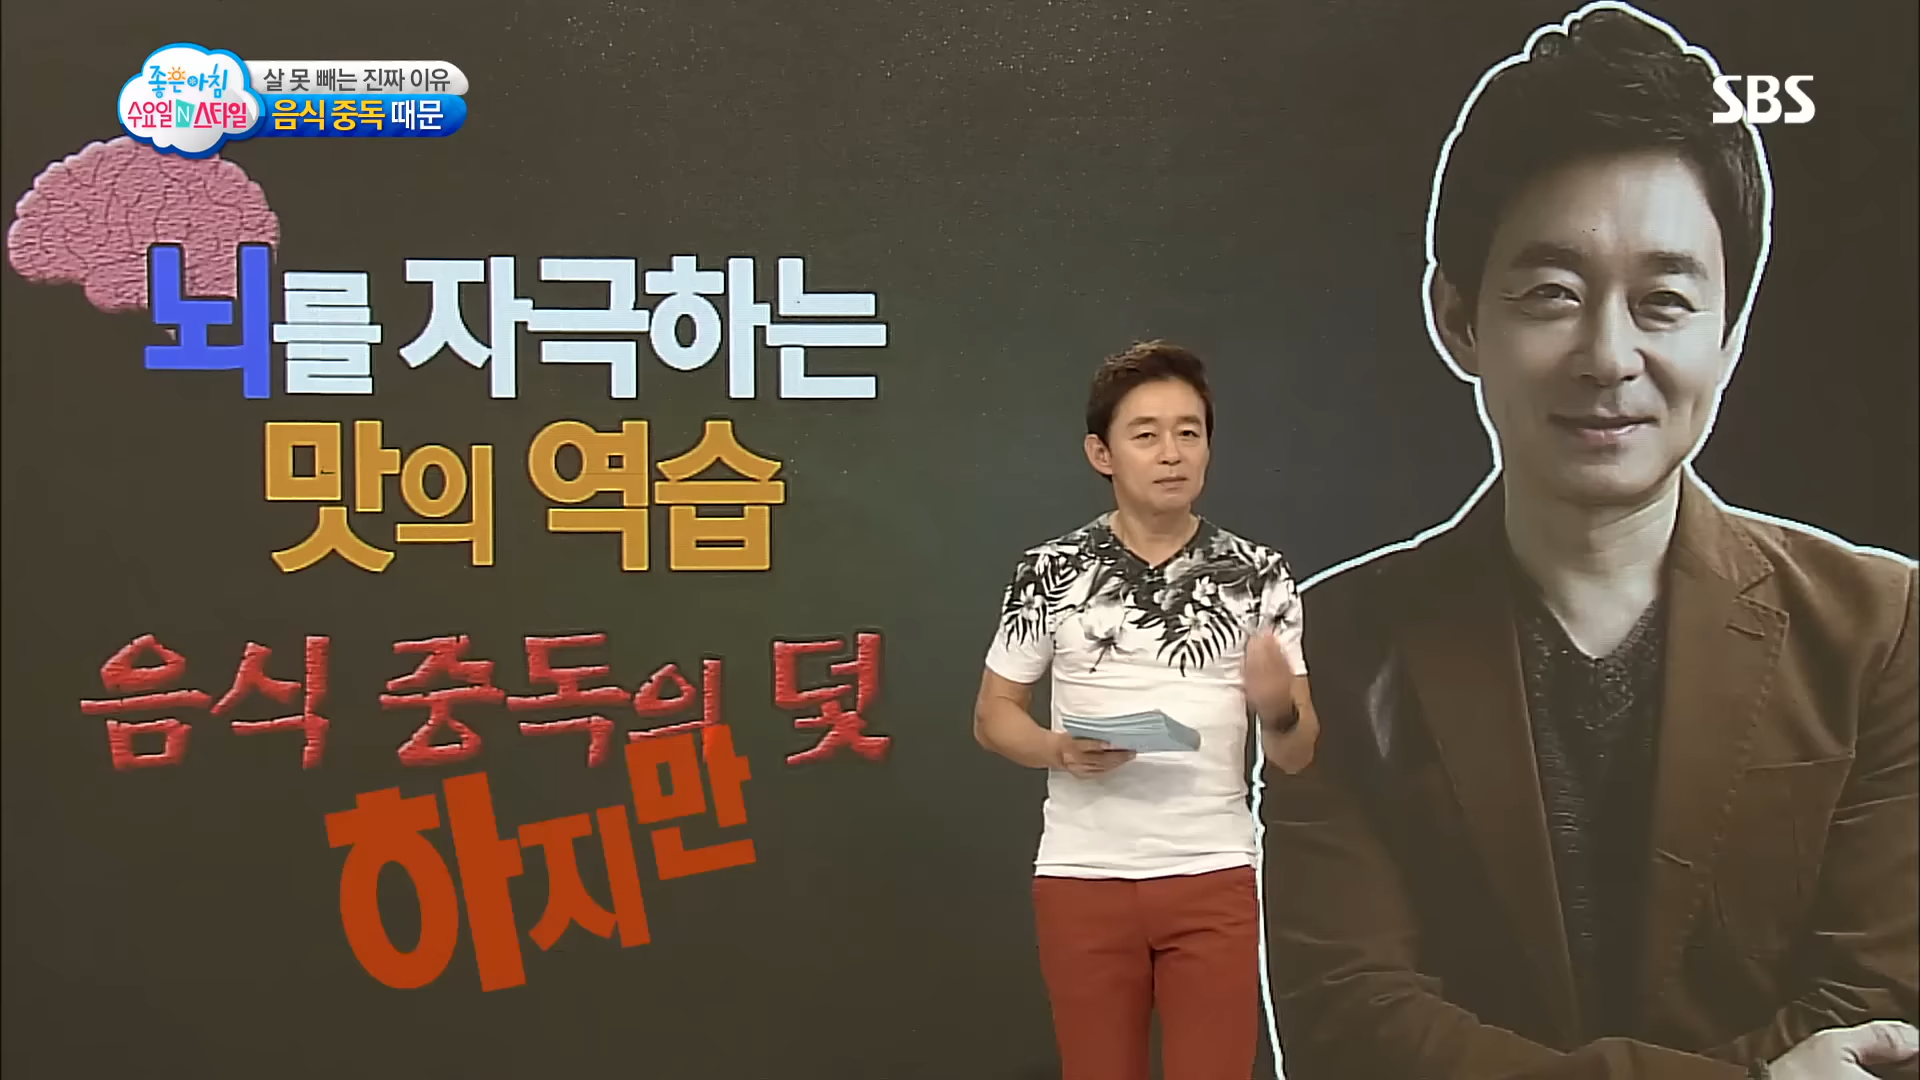 좋은아침
수요일 N 스타일
살 못 빼는 진짜 이유
음식 중독 때문
SBS
뇌를 자극하는
맛의 역습
음식 중독의 덫
하지만